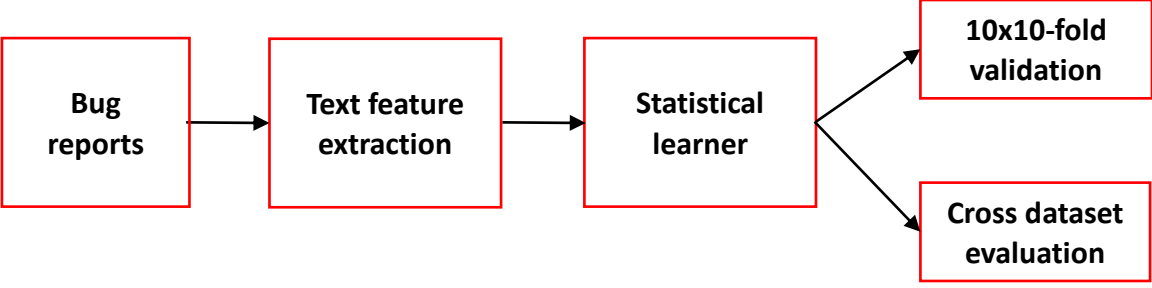 Bug
reports
Text feature
extraction
Statistical
learner
10x10-fold
validation
Cross dataset
evaluation